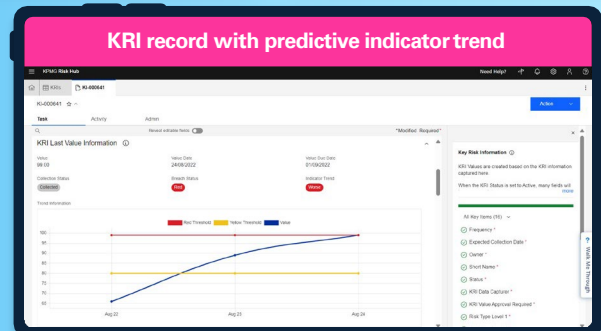 KRI record with predictive indicator trend
KPMG Risk Hub
Need Help?
KRIs
KI-000641
KI-000641
Active
Task
Activity
Admin
Record editable fields
*Modified Required*
KRI Last Value Information
Value
Value Date
Value Due Date
24/08/2022
01/09/2022
Collection Status
Breach Status
Indicator Trend
Collected
Red
Worse
Trend Information
Red Threshold
Yellow Threshold
Value
100
95
90
85
80
75
70
65
60
Aug 22
Aug 23
Aug 24
Key Risk Information
KRI Values are created based on the KRI information
captured here
When the KRI Status is set to Active, many fields will
more
All Key Items (16)
Frequency *
Expected Collection Date *
Owner *
Short Name *
Status *
KRI Data Capturer *
KRI Value Approval Required *
Risk Type Level 1 *
? Walk Me Through